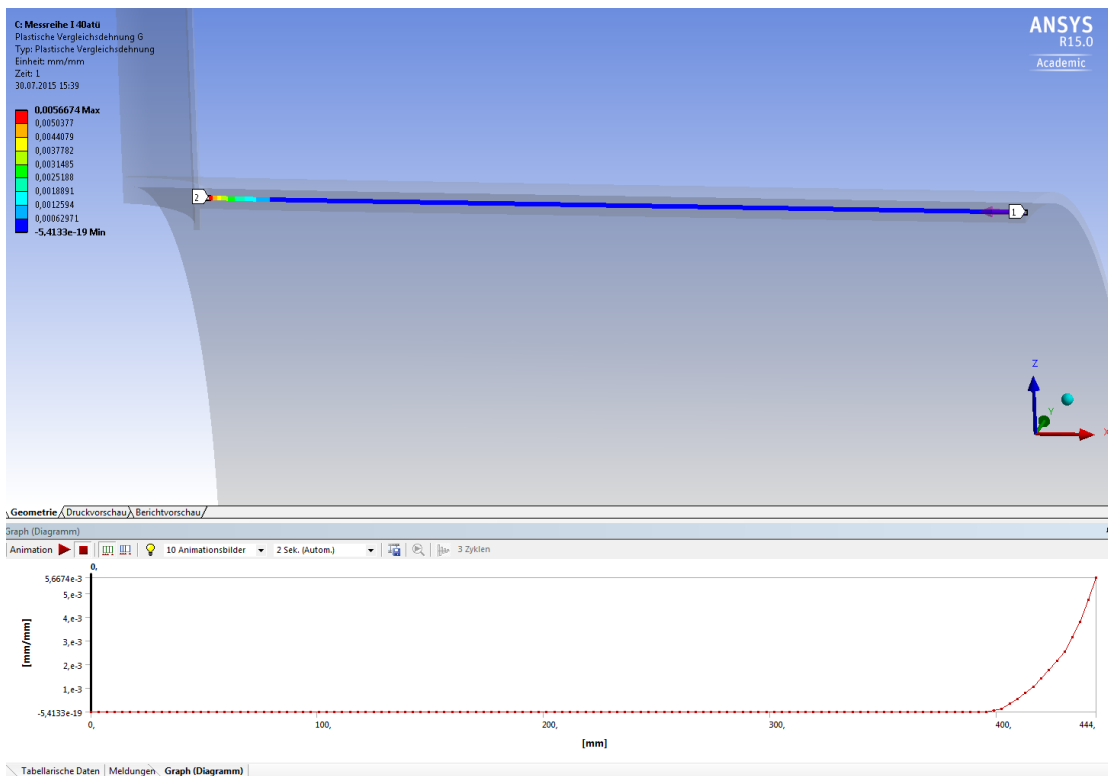 C: Messreihe I 40atü
Plastische Vergleichsdehnung G
Typ: Plastische Vergleichsdehnung
Einheit: mm/mm
Zeit: 1
30.07.2015 15:39
0,0056674 Max
0,0050377
0,0044079
0,0037782
0,0031485
0,0025188
0,0018891
0,0012594
0,00062971
-5,4133e-19 Min
ANSYS
R15.0
Academic
2
1
Z
Y
X
Geometrie Druckvorschau Berichtvorschau
Graph (Diagramm)
Animation 10 Animationsbilder 2 Sek. (Autom.) 3 Zyklen
0,
5,6674e-3
5,e-3
4,e-3
3,e-3
2,e-3
1,e-3
-5,4133e-19
[mm/mm]
0, 100, 200, 300, 400, 444,
[mm]
Tabellarische Daten Meldungen Graph (Diagramm)